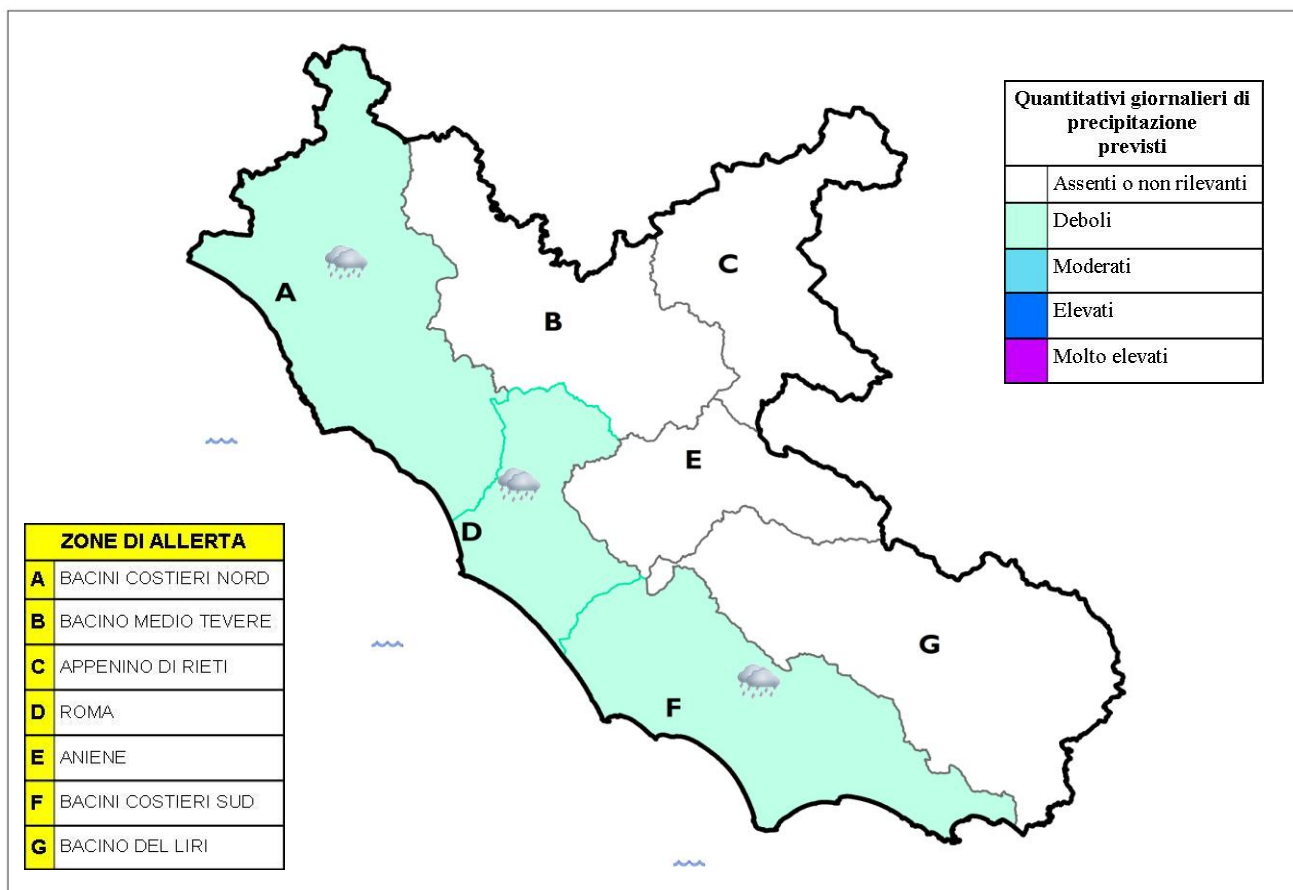 Quantitativi giornalieri di
precipitazione
previsti
Assenti o non rilevanti
Deboli
Moderati
Elevati
Molto elevati
A
B
C
D
E
F
G
ZONE DI ALLERTA
A BACINI COSTIERI NORD
B BACINO MEDIO TEVERE
C APPENINO DI RIETI
D ROMA
E ANIENE
F BACINI COSTIERI SUD
G BACINO DEL LIRI